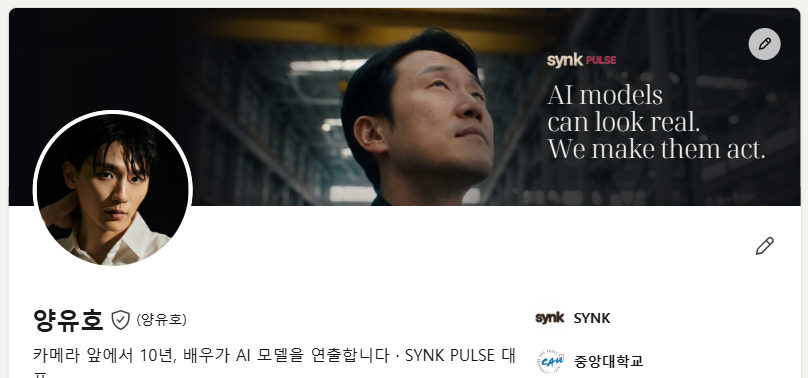 synk PULSE
AI models
can look real.
We make them act.
양유호 (양유호)
카메라 앞에서 10년, 배우가 AI 모델을 연출합니다 · SYNK PULSE 대
표
synk SYNK
CAU 중앙대학교